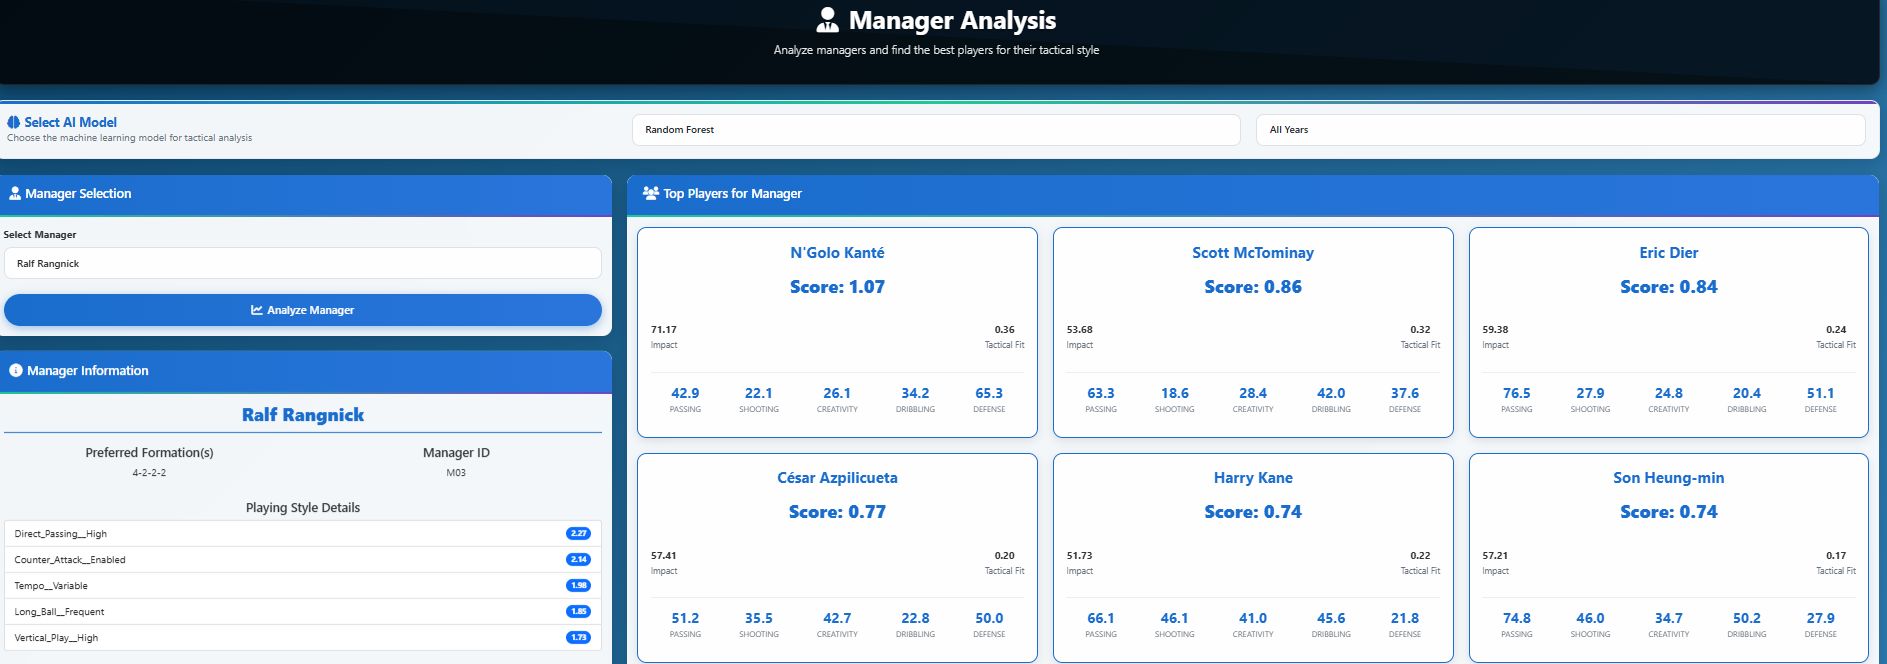 Manager Analysis
Analyze managers and find the best players for their tactical style
Select AI Model
Choose the machine learning model for tactical analysis
Random Forest
All Years
Manager Selection
Select Manager
Ralf Rangnick
Analyze Manager
Manager Information
Ralf Rangnick
Preferred Formation(s) Manager ID
4-2-2-2 M03
Playing Style Details
Direct_Passing__High 2.27
Counter_Attack__Enabled 2.14
Tempo__Variable 1.98
Long_Ball__Frequent 1.85
Vertical_Play__High 1.73
Top Players for Manager
N'Golo Kanté
Score: 1.07
71.17 0.36
Impact Tactical Fit
42.9 22.1 26.1 34.2 65.3
PASSING SHOOTING CREATIVITY DRIBBLING DEFENSE
Scott McTominay
Score: 0.86
53.68 0.32
Impact Tactical Fit
63.3 18.6 28.4 42.0 37.6
PASSING SHOOTING CREATIVITY DRIBBLING DEFENSE
Eric Dier
Score: 0.84
59.38 0.24
Impact Tactical Fit
76.5 27.9 24.8 20.4 51.1
PASSING SHOOTING CREATIVITY DRIBBLING DEFENSE
César Azpilicueta
Score: 0.77
57.41 0.20
Impact Tactical Fit
51.2 35.5 42.7 22.8 50.0
PASSING SHOOTING CREATIVITY DRIBBLING DEFENSE
Harry Kane
Score: 0.74
51.73 0.22
Impact Tactical Fit
66.1 46.1 41.0 45.6 21.8
PASSING SHOOTING CREATIVITY DRIBBLING DEFENSE
Son Heung-min
Score: 0.74
57.21 0.17
Impact Tactical Fit
74.8 46.0 34.7 50.2 27.9
PASSING SHOOTING CREATIVITY DRIBBLING DEFENSE